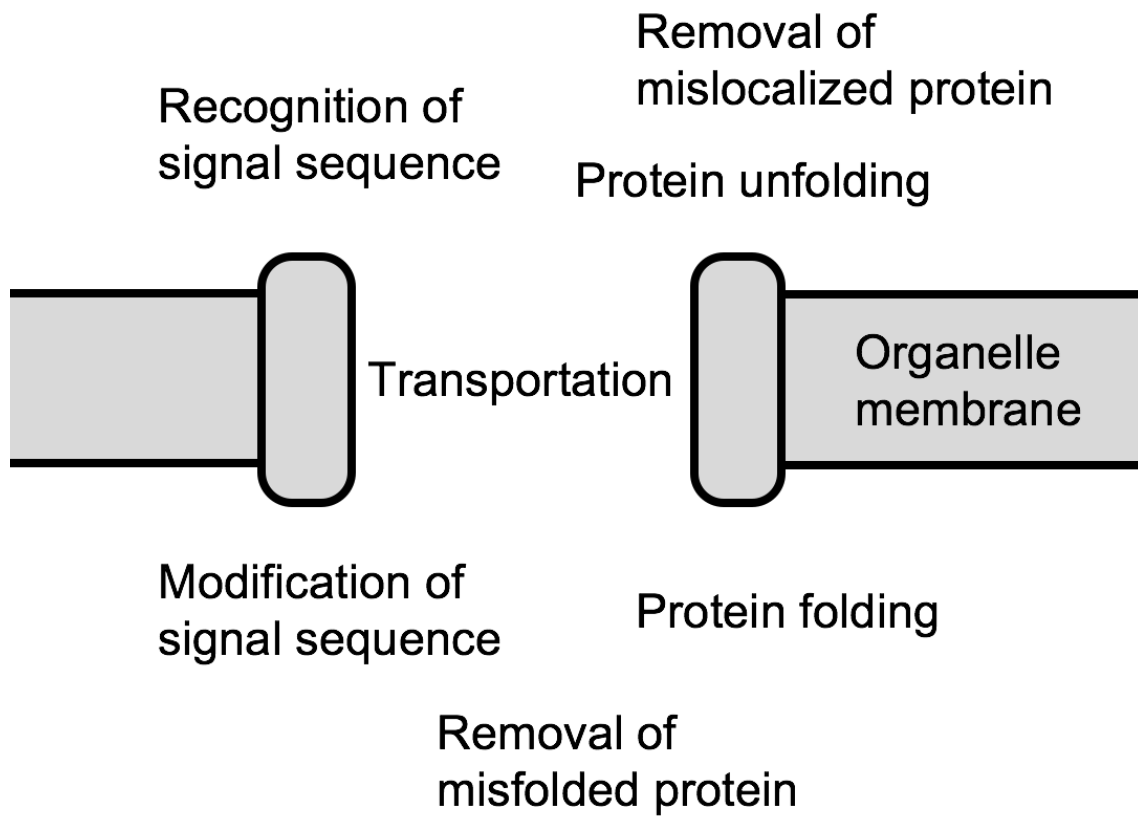 Removal of
mislocalized protein
Recognition of
signal sequence
Protein unfolding
Transportation
Organelle
membrane
Modification of
signal sequence
Protein folding
Removal of
misfolded protein